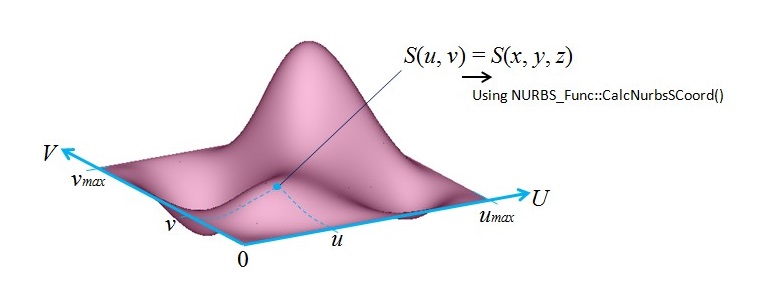 S(u, v) = S(x, y, z)
Using NURBS_Func::CalcNurbsSCoord()
V
vmax
U
umax
v
u
0